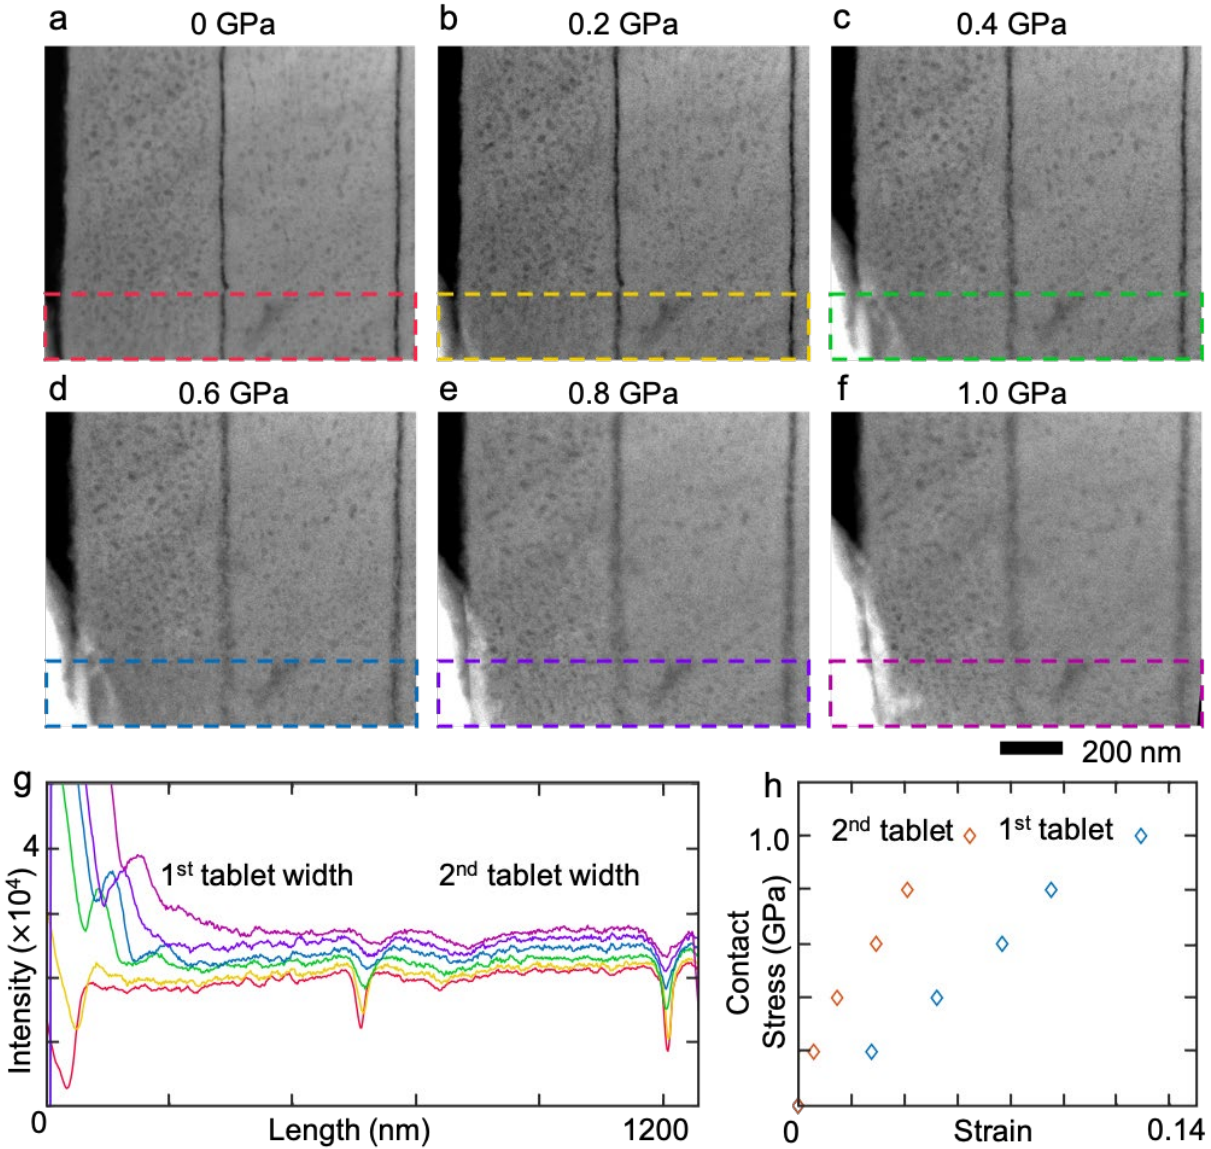 a 0 GPa
b 0.2 GPa
c 0.4 GPa
d 0.6 GPa
e 0.8 GPa
f 1.0 GPa
200 nm
g
4
1st tablet width
2nd tablet width
Intensity (×10⁴)
0
Length (nm)
1200
h
2nd tablet
1st tablet
1.0
Contact
Stress (GPa)
0
Strain
0.14